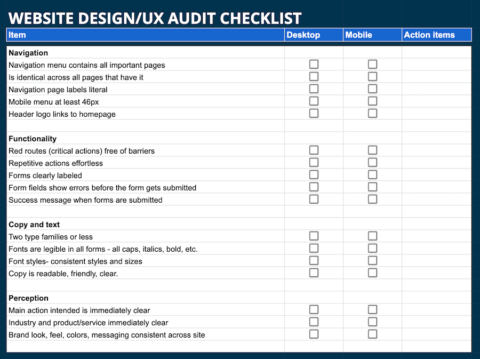 WEBSITE DESIGN/UX AUDIT CHECKLIST
Item Desktop Mobile Action items
Navigation
Navigation menu contains all important pages
Is identical across all pages that have it
Navigation page labels literal
Mobile menu at least 46px
Header logo links to homepage
Functionality
Red routes (critical actions) free of barriers
Repetitive actions effortless
Forms clearly labeled
Form fields show errors before the form gets submitted
Success message when forms are submitted
Copy and text
Two type families or less
Fonts are legible in all forms - all caps, italics, bold, etc.
Font styles- consistent styles and sizes
Copy is readable, friendly, clear.
Perception
Main action intended is immediately clear
Industry and product/service immediately clear
Brand look, feel, colors, messaging consistent across site